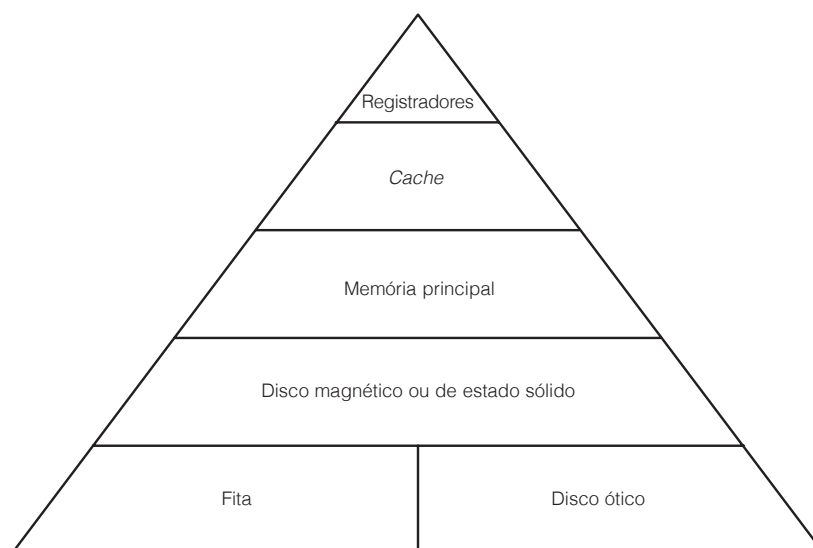 Registradores
Cache
Memória principal
Disco magnético ou de estado sólido
Fita
Disco ótico